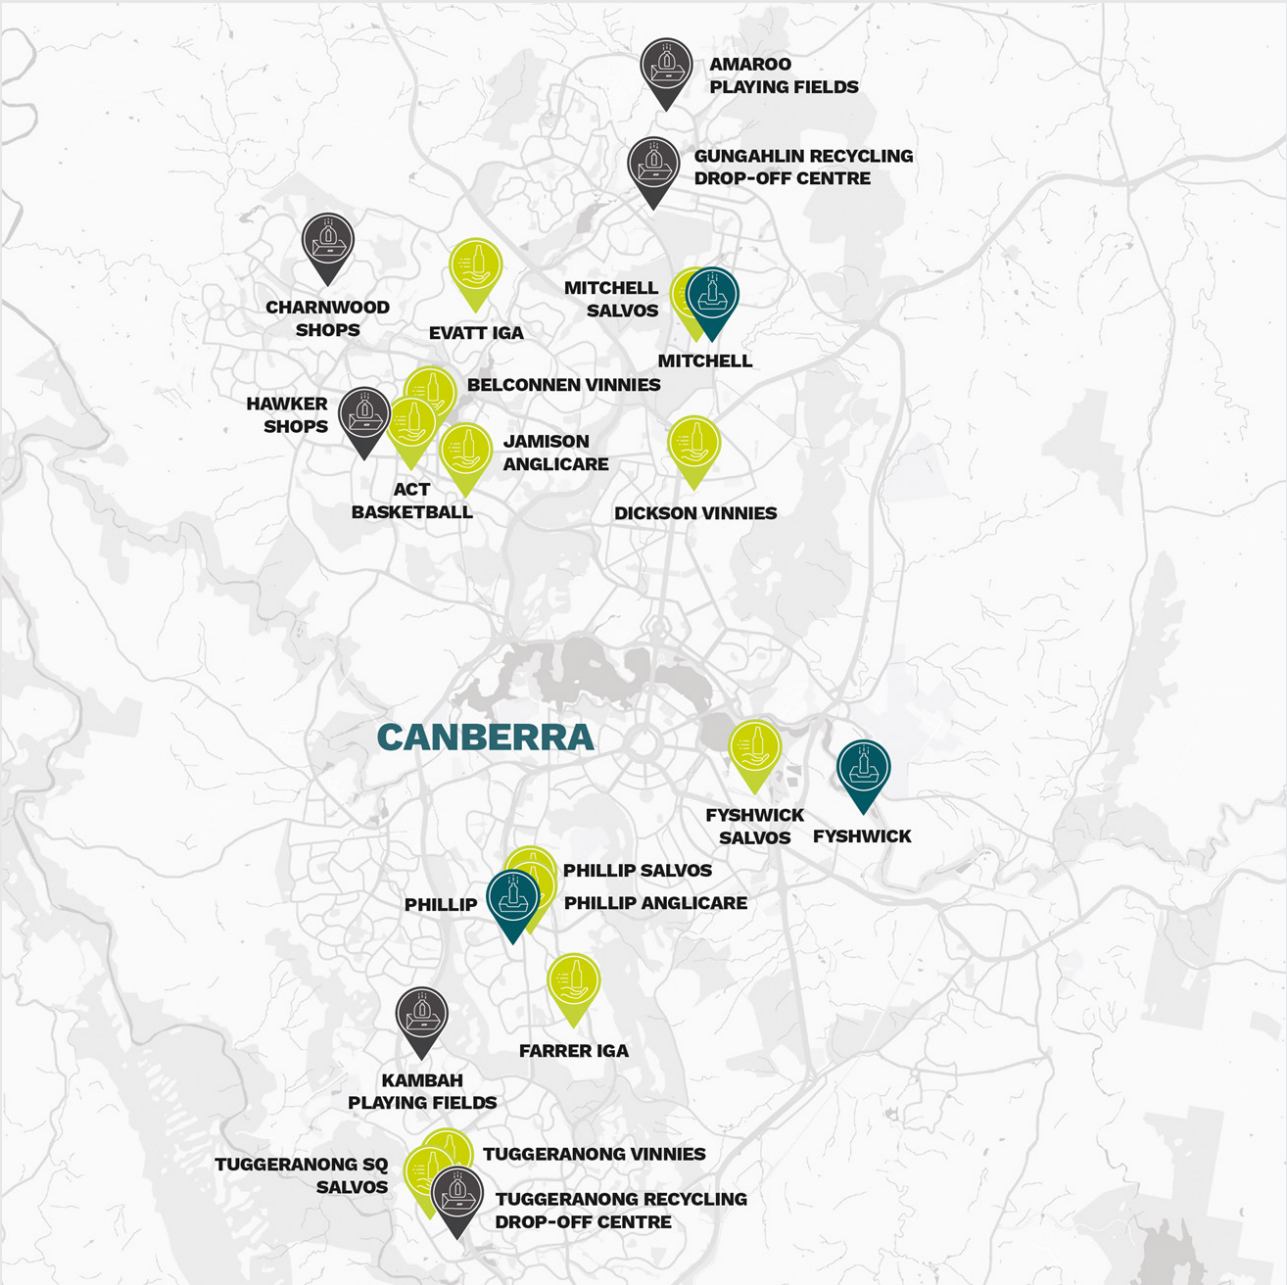 AMAROO
PLAYING FIELDS
GUNGAHLIN RECYCLING
DROP-OFF CENTRE
CHARNWOOD
SHOPS
EVATT IGA
MITCHELL
SALVOS
MITCHELL
BELCONNEN VINNIES
HAWKER
SHOPS
JAMISON
ANGLICARE
ACT
BASKETBALL
DICKSON VINNIES
CANBERRA
FYSHWICK
SALVOS
FYSHWICK
PHILLIP SALVOS
PHILLIP
PHILLIP ANGLICARE
FARRER IGA
KAMBAH
PLAYING FIELDS
TUGGERANONG VINNIES
TUGGERANONG SQ
SALVOS
TUGGERANONG RECYCLING
DROP-OFF CENTRE